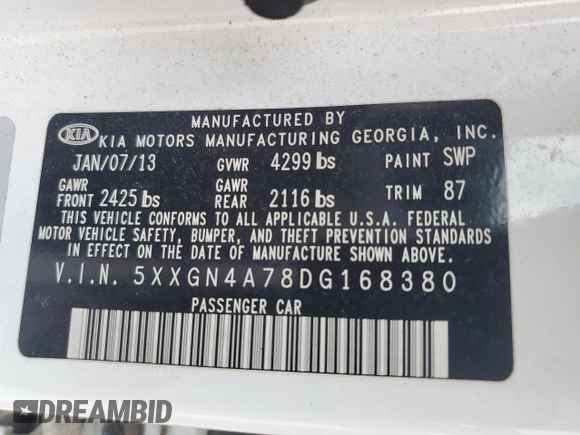 MANUFACTURED BY
KIA KIA MOTORS MANUFACTURING GEORGIA, INC.
JAN/07/13 GVWR 4299 lbs PAINT SWP
GAWR FRONT 2425 lbs GAWR REAR 2116 lbs TRIM 87
THIS VEHICLE CONFORMS TO ALL APPLICABLE U.S.A. FEDERAL
MOTOR VEHICLE SAFETY, BUMPER, AND THEFT PREVENTION STANDARDS
IN EFFECT ON THE DATE OF MANUFACTURE SHOWN ABOVE.
V.I.N. 5XXGN4A78DG168380
PASSENGER CAR
DREAMBID